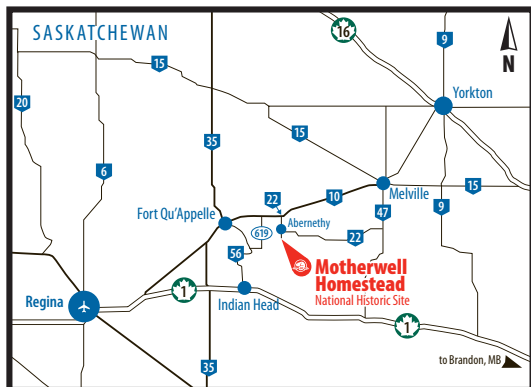 SASKATCHEWAN
16
9
N
15
20
Yorkton
35
15
6
10
Melville
15
22
Fort Qu'Appelle
Abernethy
47
9
619
22
56
Motherwell
Homestead
National Historic Site
Regina
1
Indian Head
1
35
to Brandon, MB